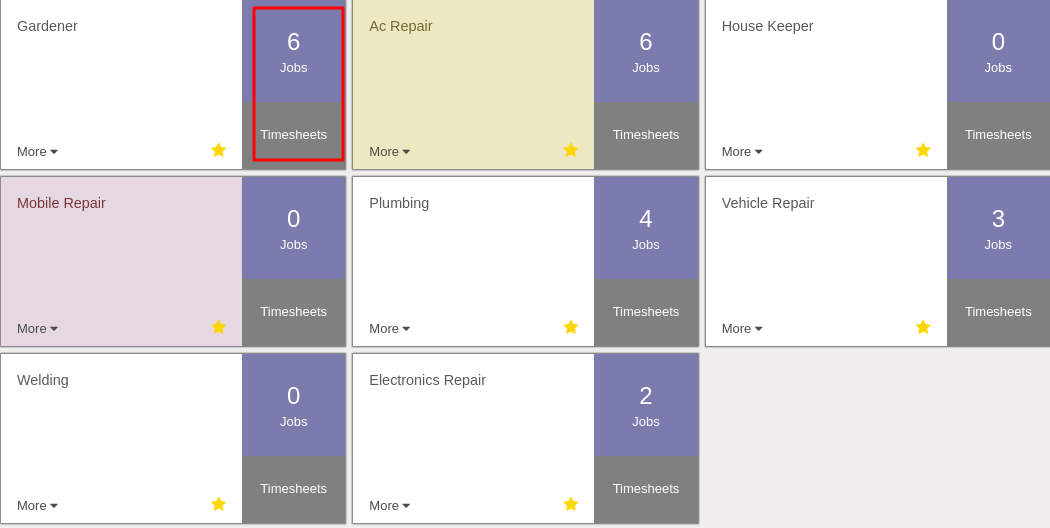 Gardener
6
Jobs
Timesheets
More
Ac Repair
6
Jobs
Timesheets
More
House Keeper
0
Jobs
Timesheets
More
Mobile Repair
0
Jobs
Timesheets
More
Plumbing
4
Jobs
Timesheets
More
Vehicle Repair
3
Jobs
Timesheets
More
Welding
0
Jobs
Timesheets
More
Electronics Repair
2
Jobs
Timesheets
More